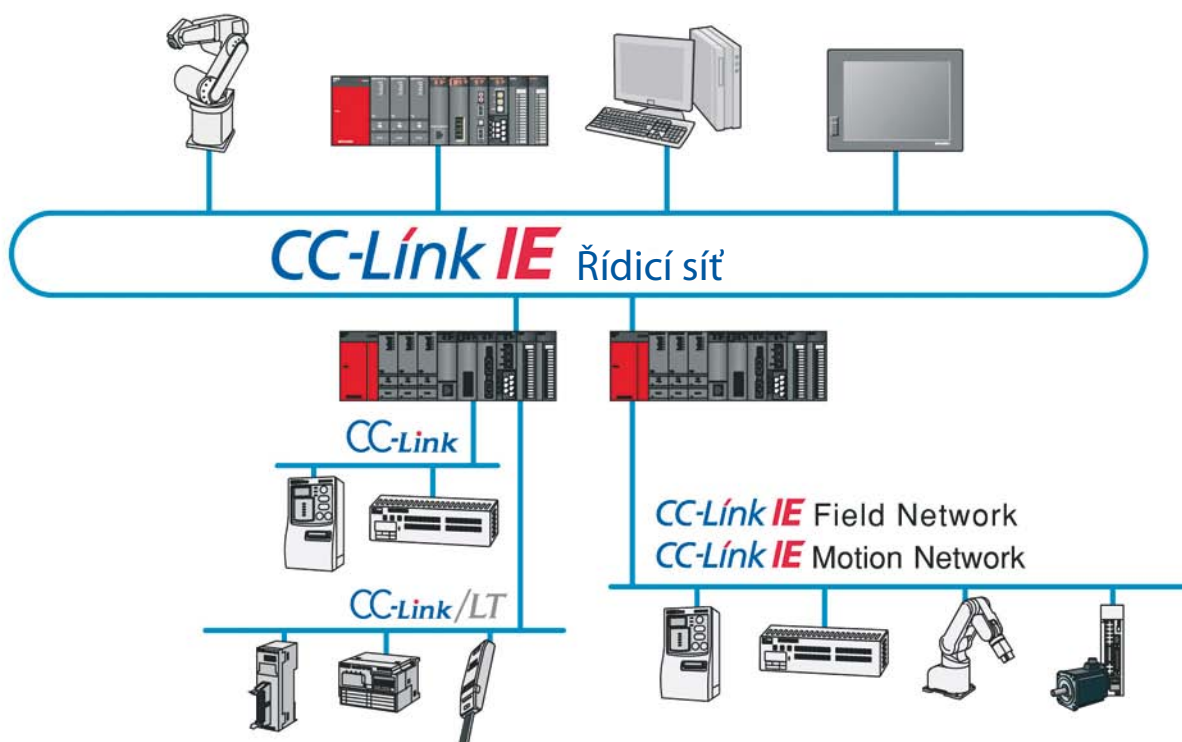 CC-Link IE Řídicí síť
CC-Link
CC-Link IE Field Network
CC-Link IE Motion Network
CC-Link/LT